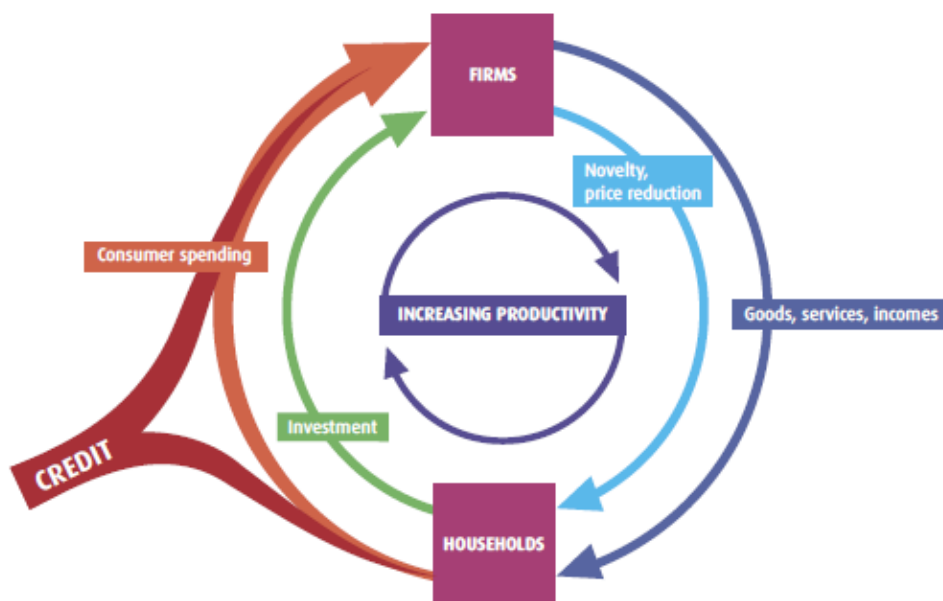 FIRMS
Novelty,
price reduction
Consumer spending
INCREASING PRODUCTIVITY
Goods, services, incomes
Investment
CREDIT
HOUSEHOLDS